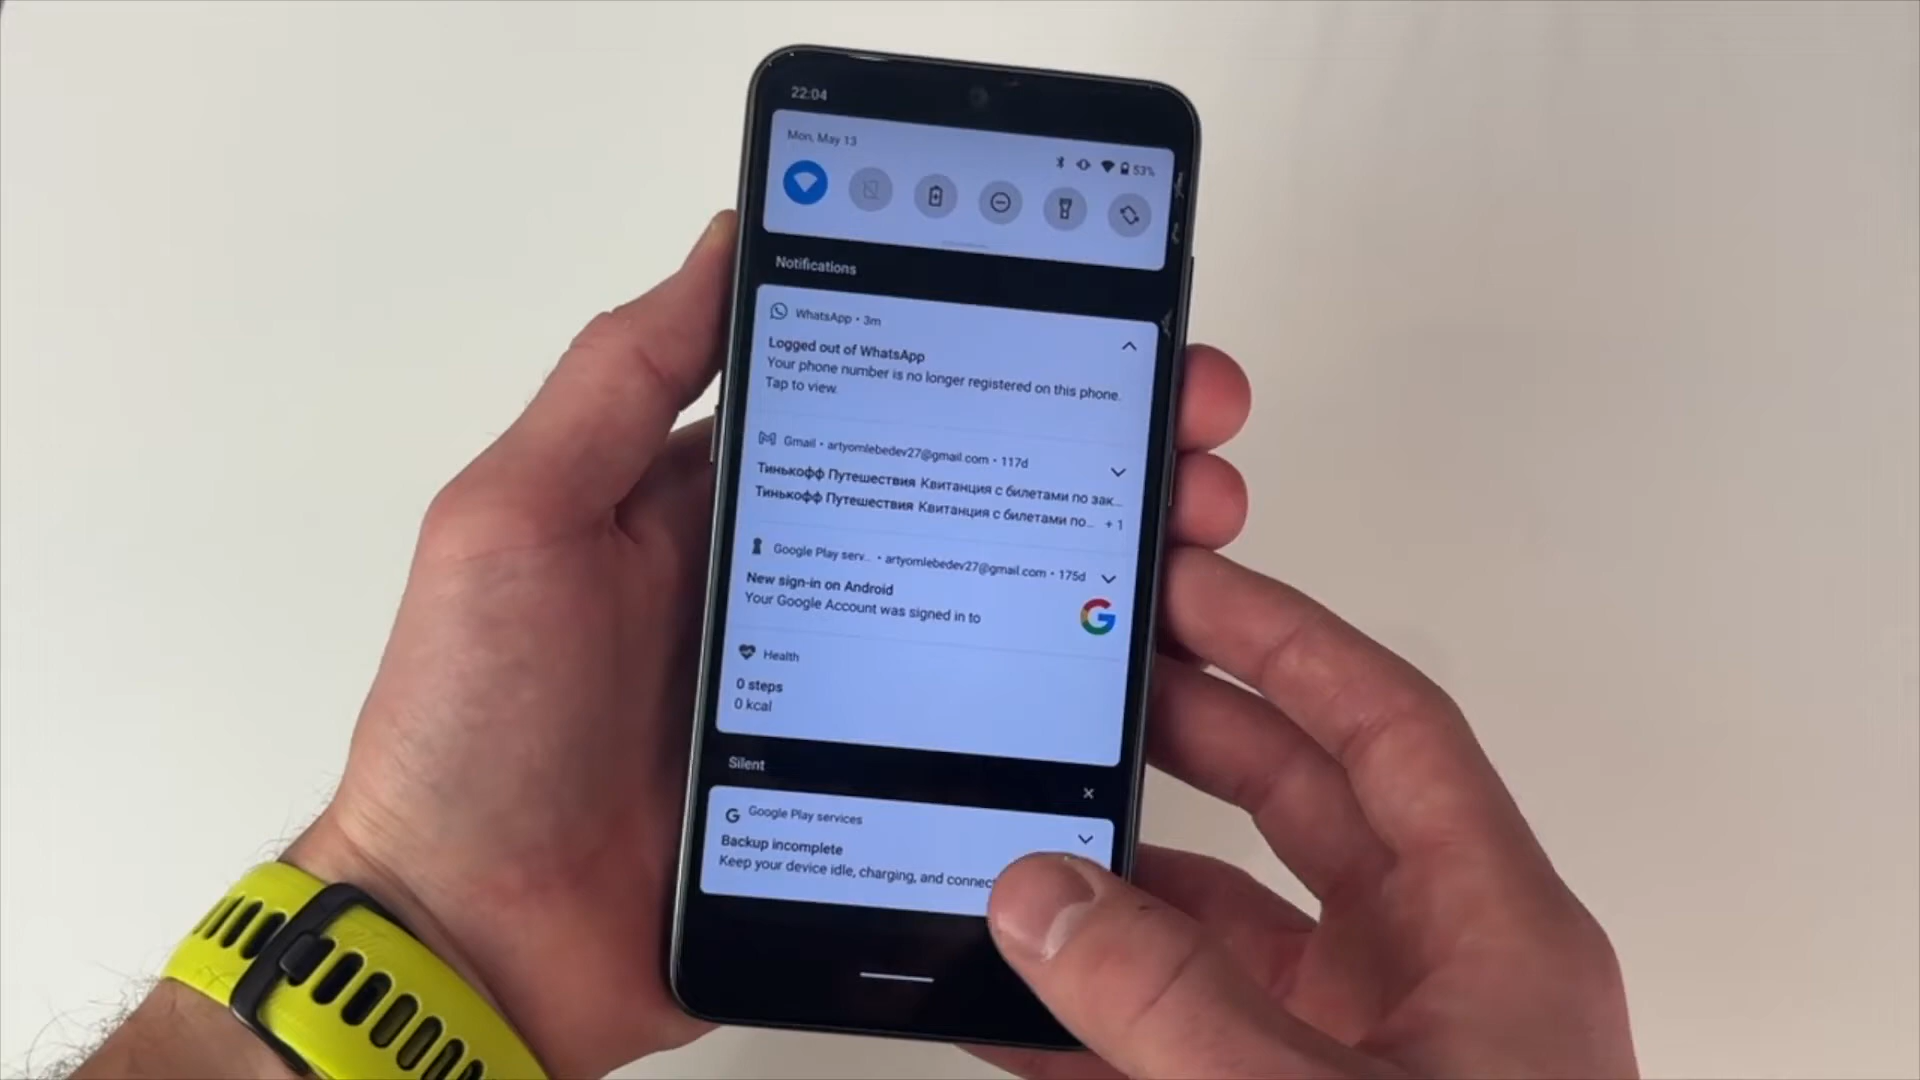 22:04
Mon, May 13
53%
Notifications
WhatsApp • 3m
Logged out of WhatsApp
Your phone number is no longer registered on this phone.
Tap to view.
Gmail • artyomlebedev27@gmail.com • 117d
Тинькофф Путешествия Квитанция с билетами по зак...
Тинькофф Путешествия Квитанция с билетами по... + 1
Google Play serv... • artyomlebedev27@gmail.com • 175d
New sign-in on Android
Your Google Account was signed in to
Health
0 steps
0 kcal
Silent
Google Play services
Backup incomplete
Keep your device idle, charging, and